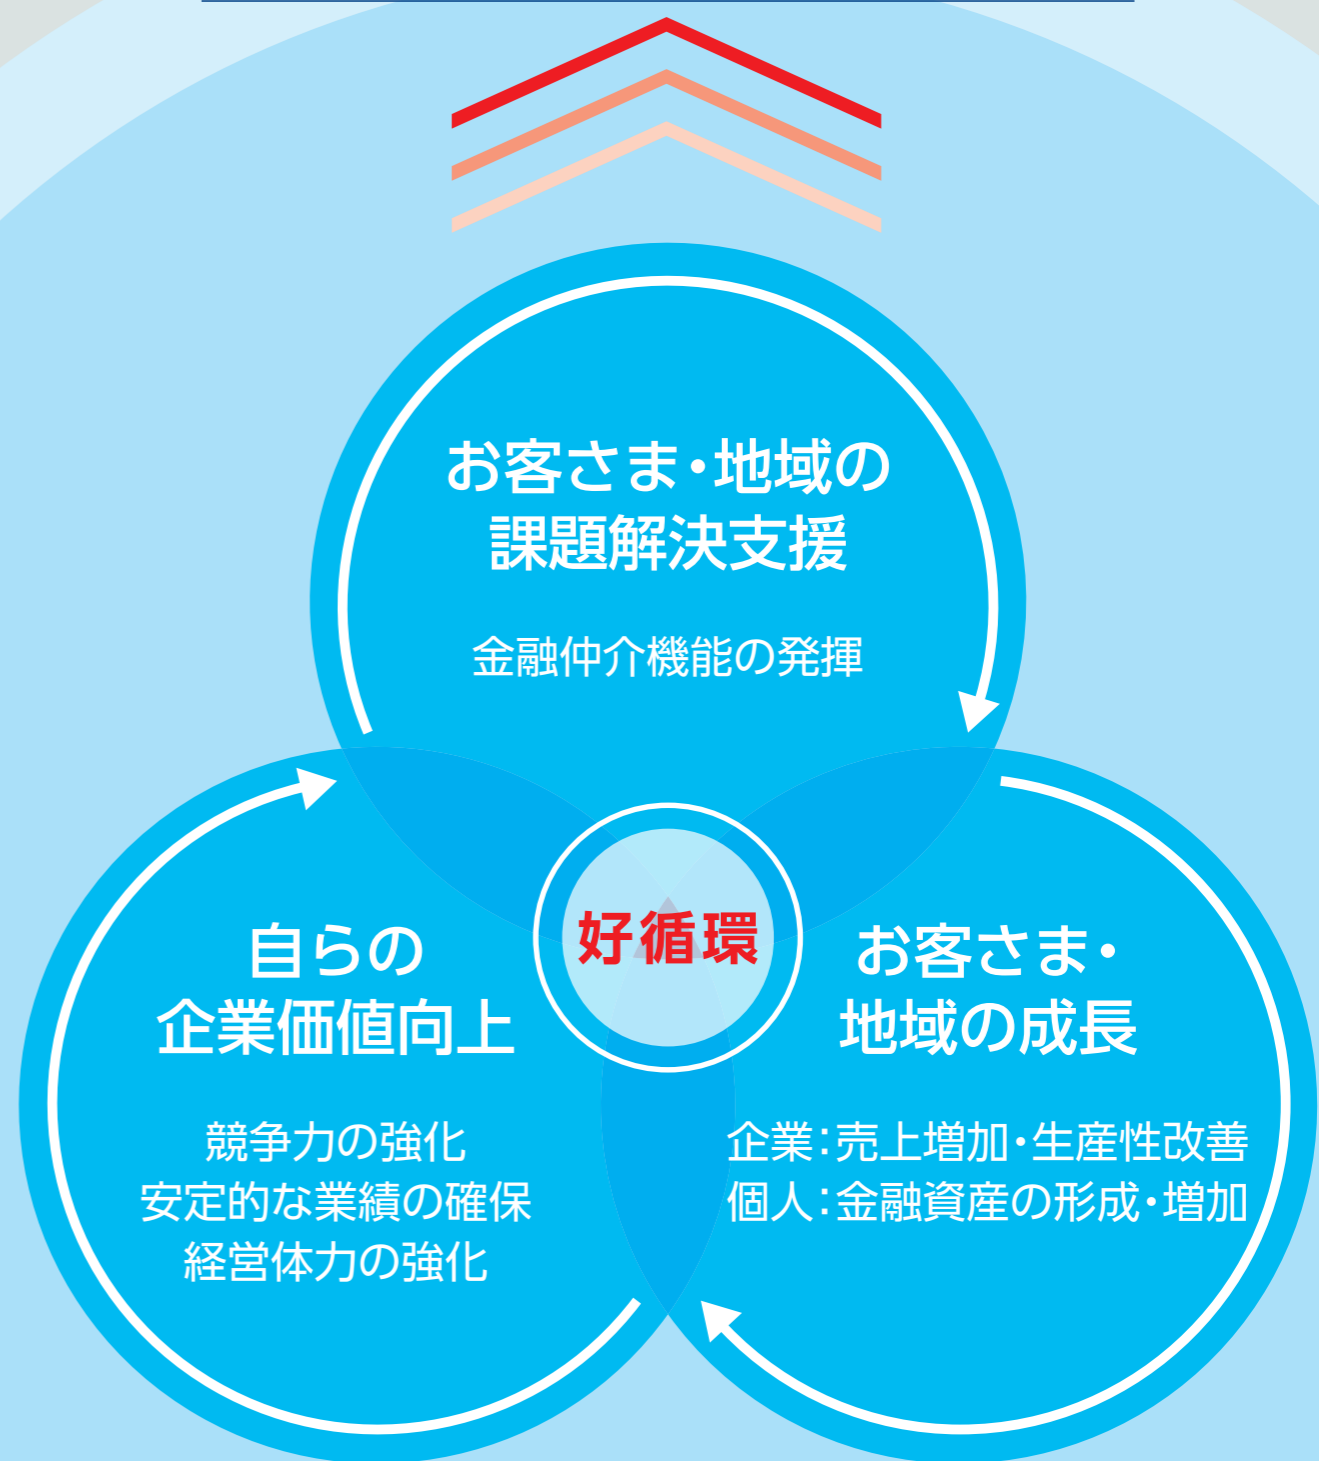 お客さま・地域の
課題解決支援
金融仲介機能の発揮
好循環
自らの
企業価値向上
競争力の強化
安定的な業績の確保
経営体力の強化
お客さま・
地域の成長
企業：売上増加・生産性改善
個人：金融資産の形成・増加